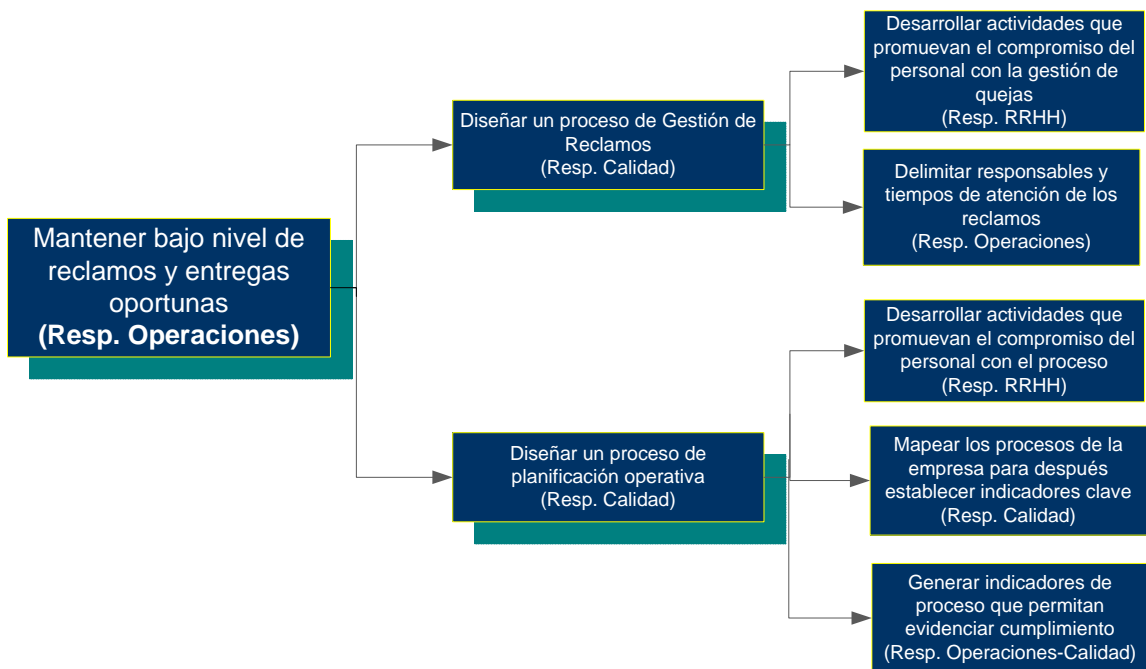 Mantener bajo nivel de
reclamos y entregas
oportunas
(Resp. Operaciones)
Diseñar un proceso de Gestión de
Reclamos
(Resp. Calidad)
Desarrollar actividades que
promuevan el compromiso del
personal con la gestión de
quejas
(Resp. RRHH)
Delimitar responsables y
tiempos de atención de los
reclamos
(Resp. Operaciones)
Diseñar un proceso de
planificación operativa
(Resp. Calidad)
Desarrollar actividades que
promuevan el compromiso del
personal con el proceso
(Resp. RRHH)
Mapear los procesos de la
empresa para después
establecer indicadores clave
(Resp. Calidad)
Generar indicadores de
proceso que permitan
evidenciar cumplimiento
(Resp. Operaciones-Calidad)